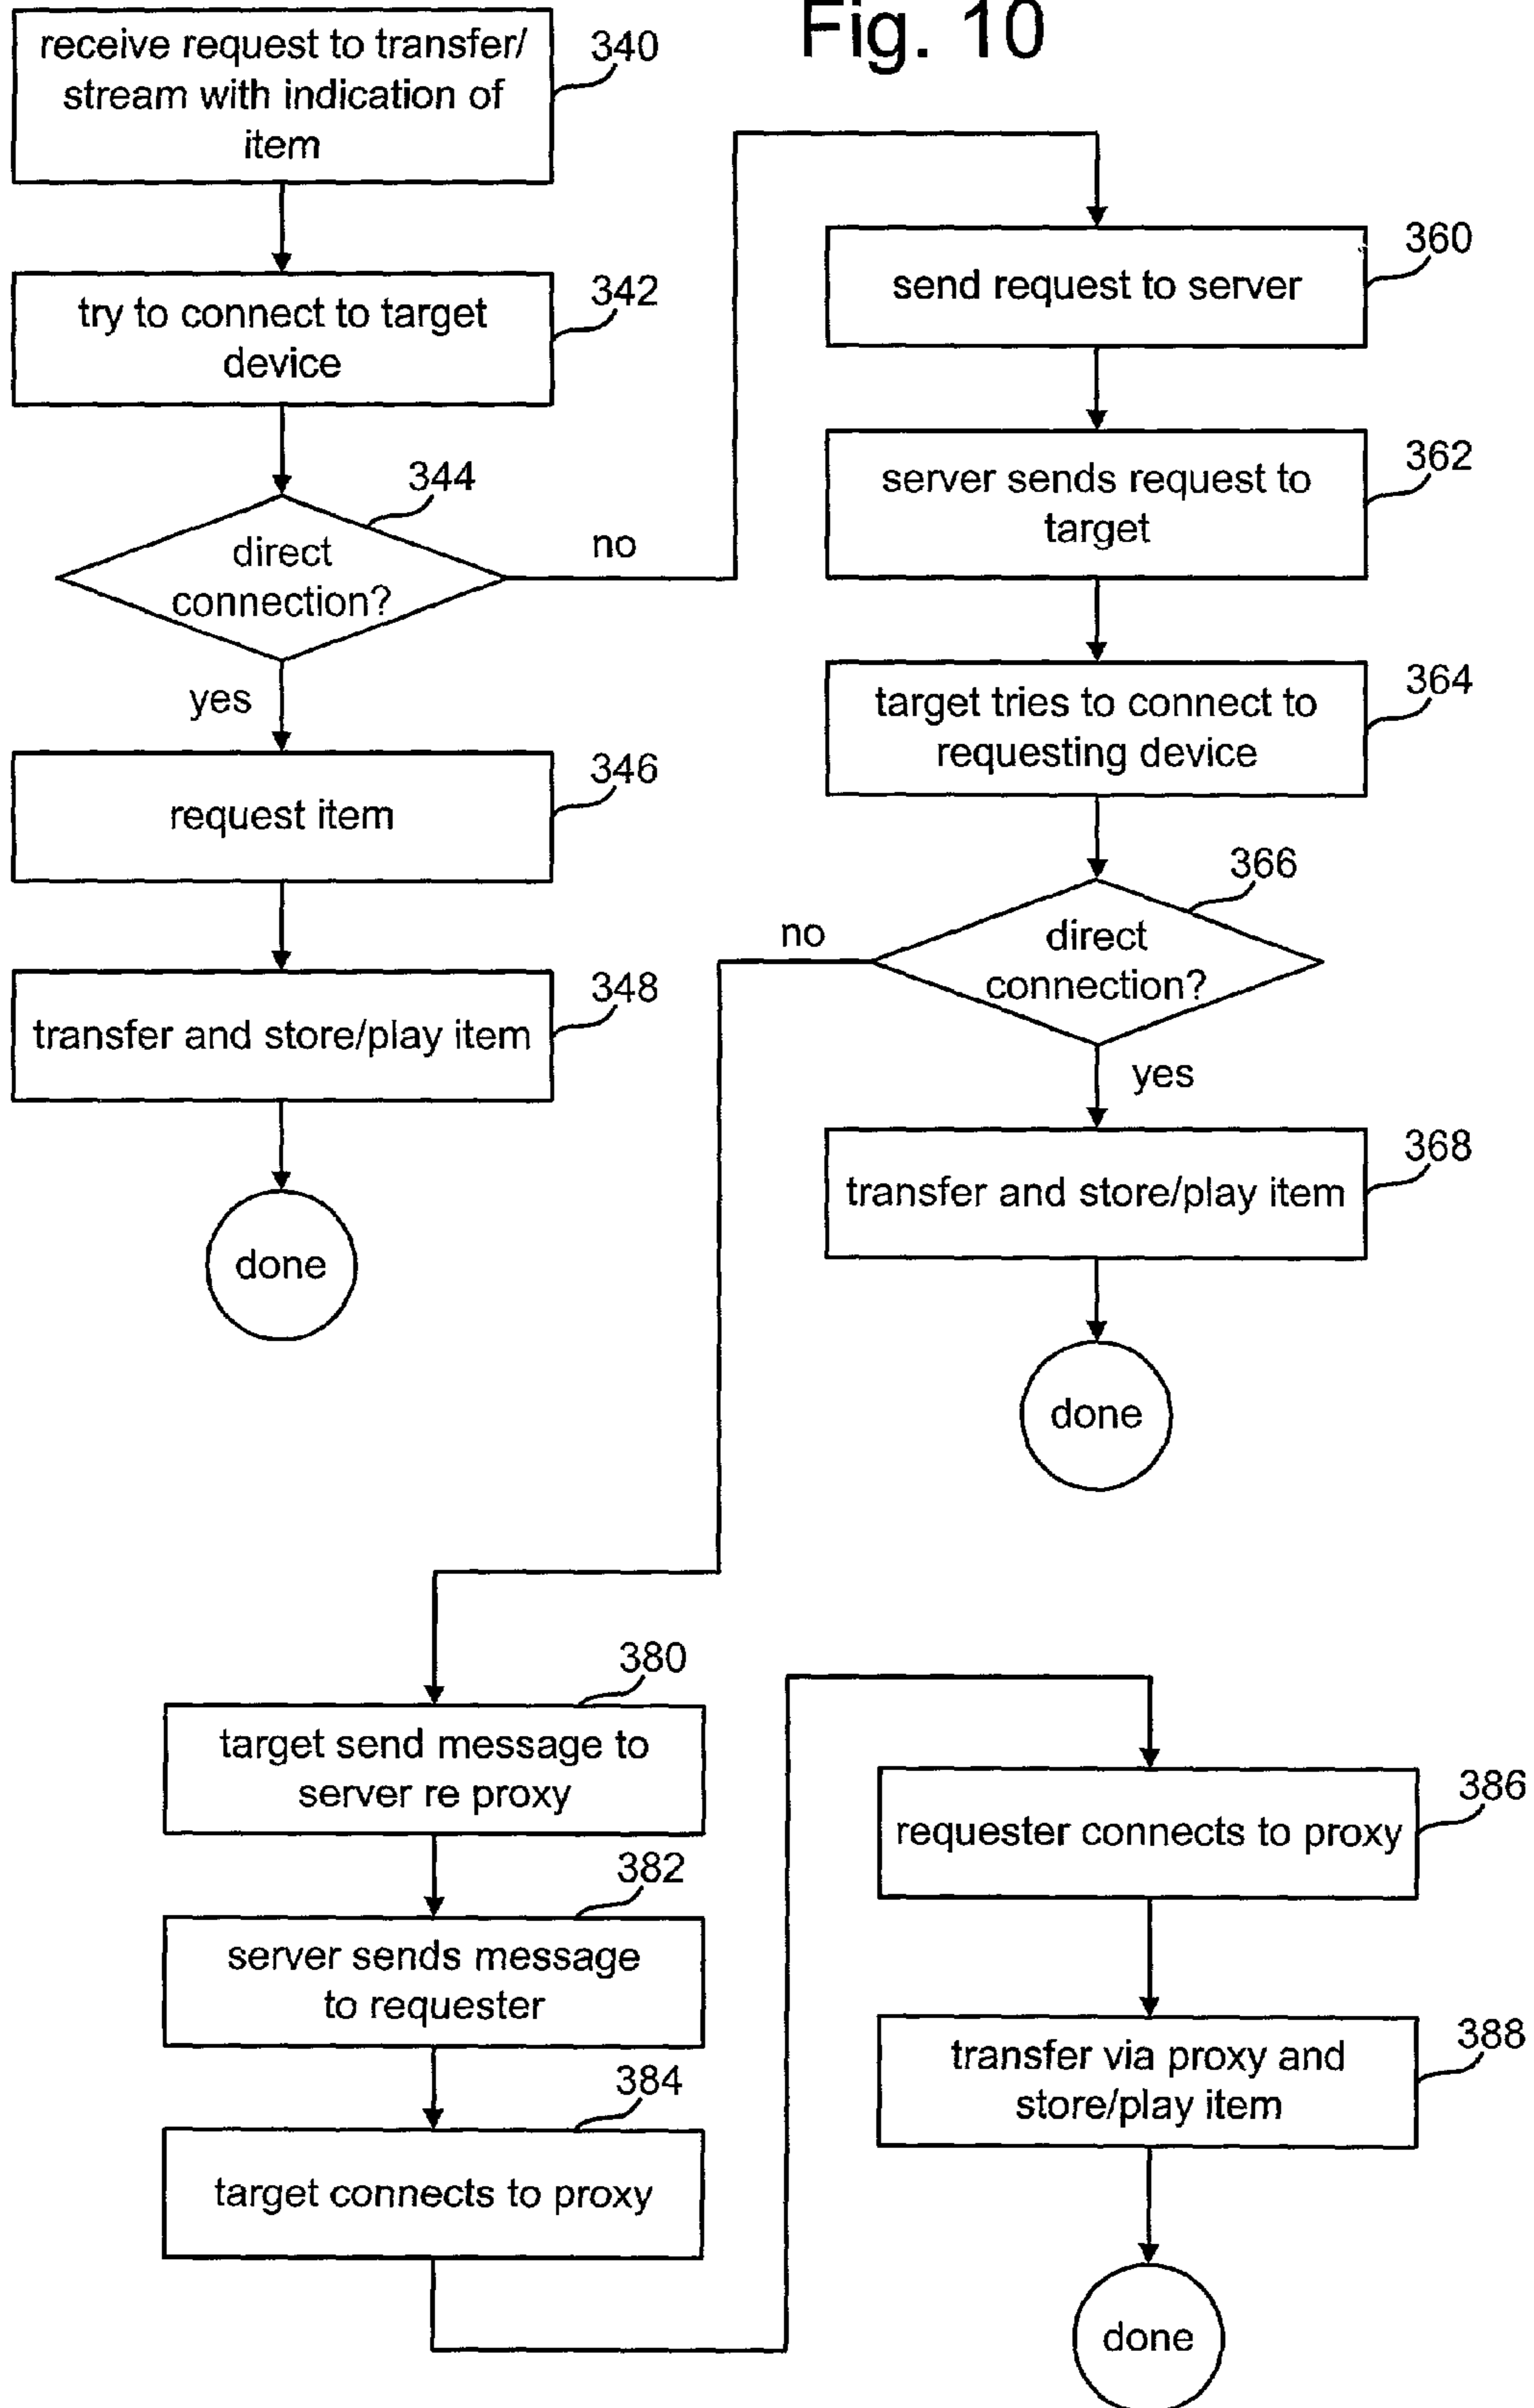 Fig. 10
receive request to transfer/
stream with indication of
item
340
try to connect to target
device
342
344
direct
connection?
no
yes
request item
346
transfer and store/play item
348
done
send request to server
360
server sends request to
target
362
target tries to connect to
requesting device
364
366
direct
connection?
no
yes
transfer and store/play item
368
done
380
target send message to
server re proxy
382
server sends message
to requester
384
target connects to proxy
requester connects to proxy
386
transfer via proxy and
store/play item
388
done